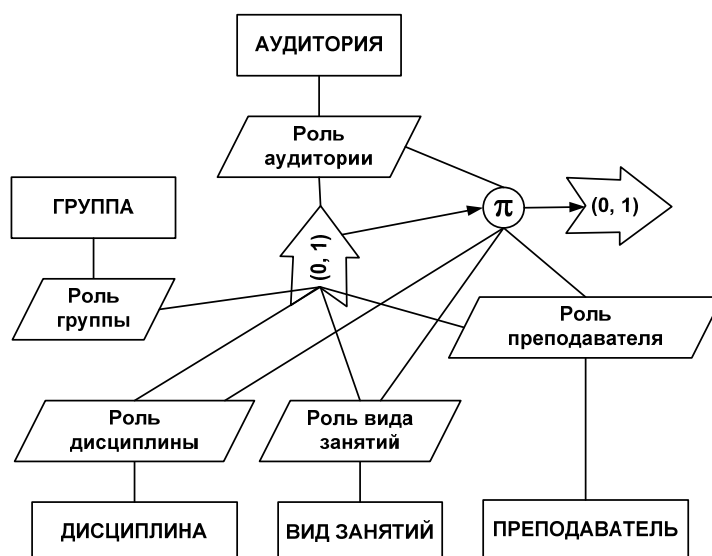 АУДИТОРИЯ
Роль
аудитории
ГРУППА
π
(0, 1)
(0, 1)
Роль
группы
Роль
преподавателя
Роль
дисциплины
Роль вида
занятий
ДИСЦИПЛИНА
ВИД ЗАНЯТИЙ
ПРЕПОДАВАТЕЛЬ